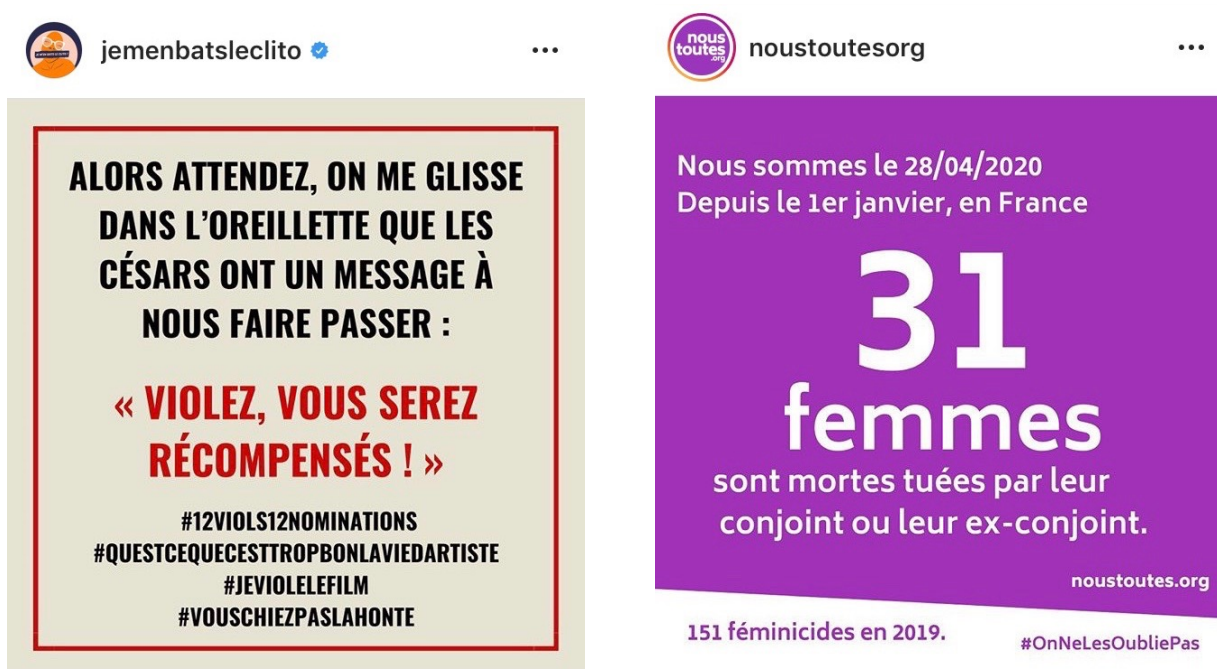 jemenbatsleclito
ALORS ATTENDEZ, ON ME GLISSE
DANS L'OREILLETTE QUE LES
CÉSARS ONT UN MESSAGE À
NOUS FAIRE PASSER :
« VIOLEZ, VOUS SEREZ
RÉCOMPENSÉS ! »
#12VIOLS12NOMINATIONS
#QUESTCEQUECESTTROPBONLAVIEDARTISTE
#JEVIOLELEFILM
#VOUSCHIEZPASLAHONTE
nous
toutes
.org
noustoutesorg
Nous sommes le 28/04/2020
Depuis le 1er janvier, en France
31
femmes
sont mortes tuées par leur
conjoint ou leur ex-conjoint.
noustoutes.org
151 féminicides en 2019.
#OnNeLesOubliePas